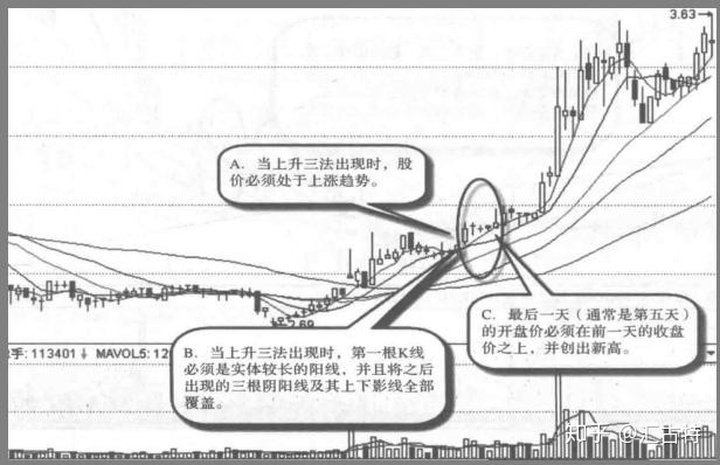 3.63
A. 当上升三法出现时，股
价必须处于上涨趋势。
2.69
C. 最后一天（通常是第五天）
的开盘价必须在前一天的收盘
价之上，并创出新高。
手: 113401↓ MAVOL5: 12
B. 当上升三法出现时，第一根K线
必须是实体较长的阳线，并且将之后
出现的三根阴阳线及其上下影线全部
覆盖。
知乎 @汇古特